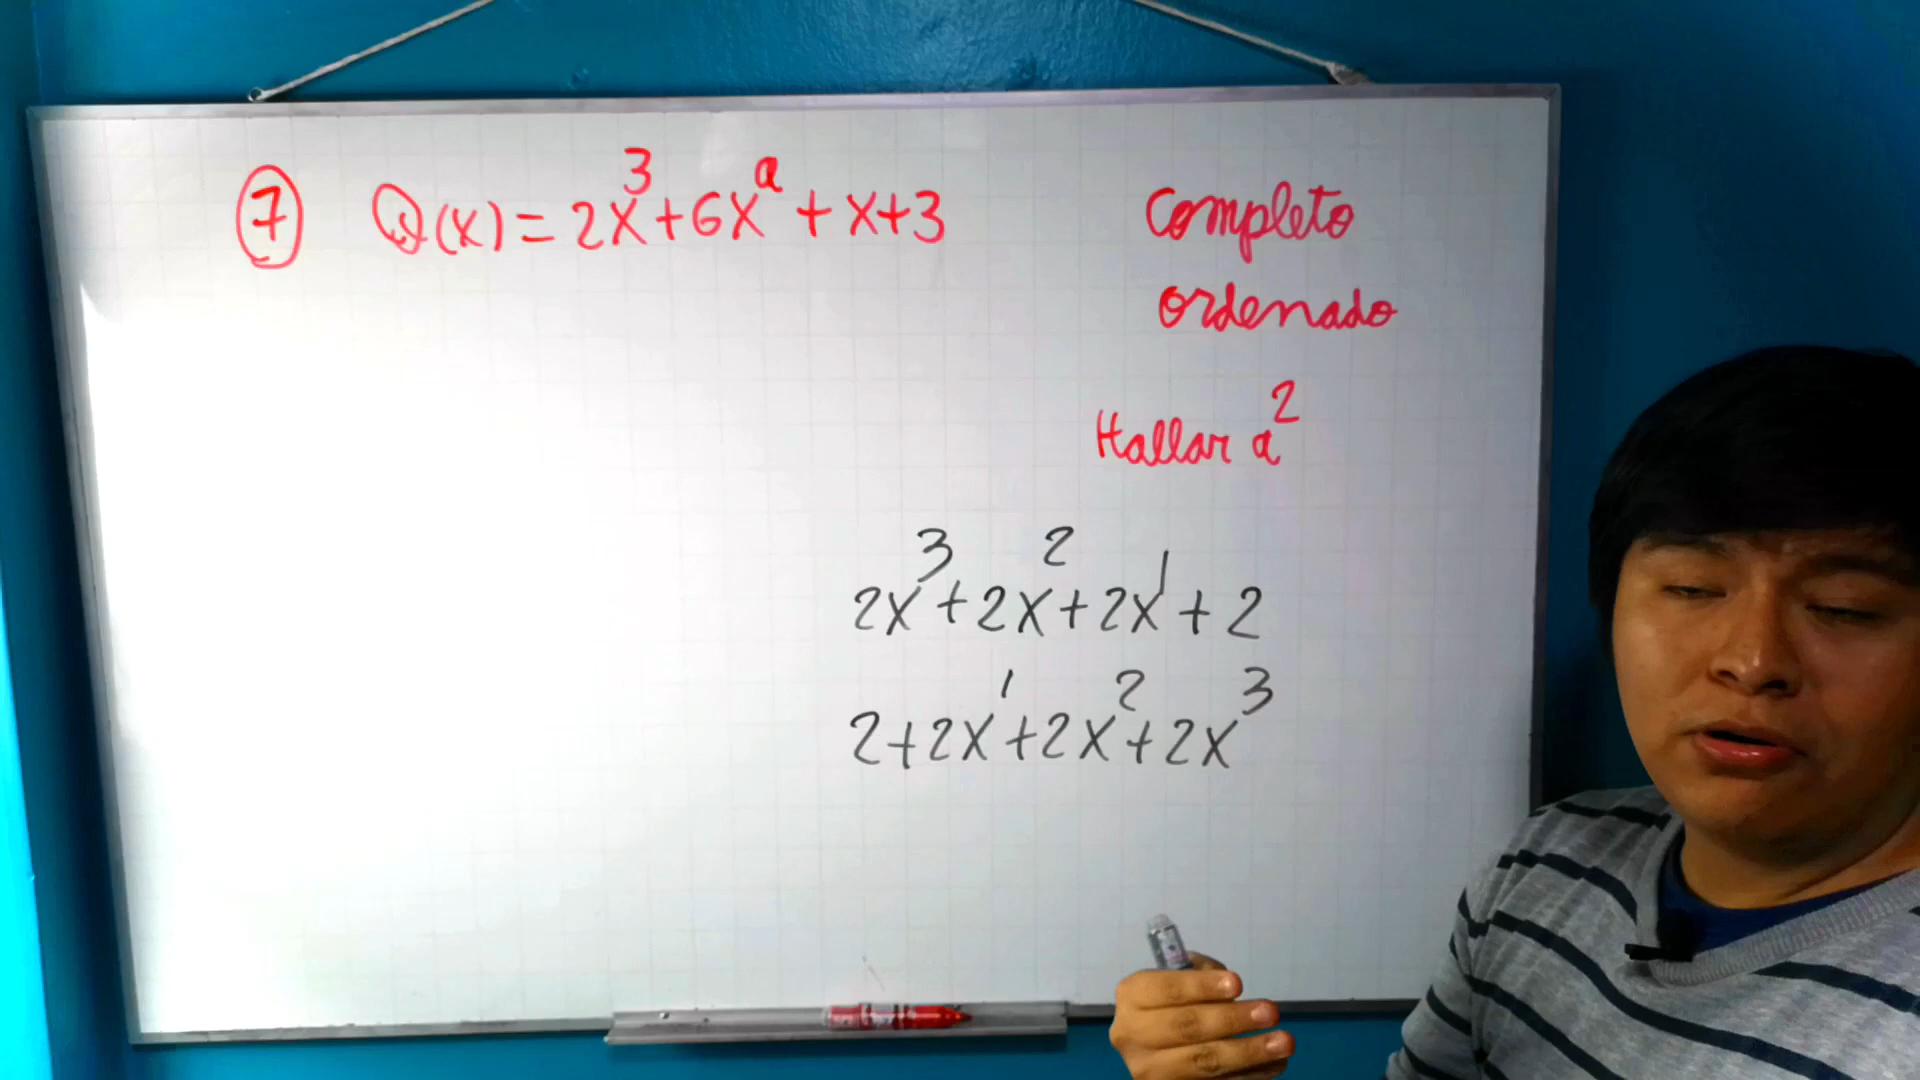 ⑦ Q(x) = 2x³ + 6xᵃ + x + 3
Completo
ordenado
Hallar a²
2x³ + 2x² + 2x¹ + 2
2 + 2x¹ + 2x² + 2x³